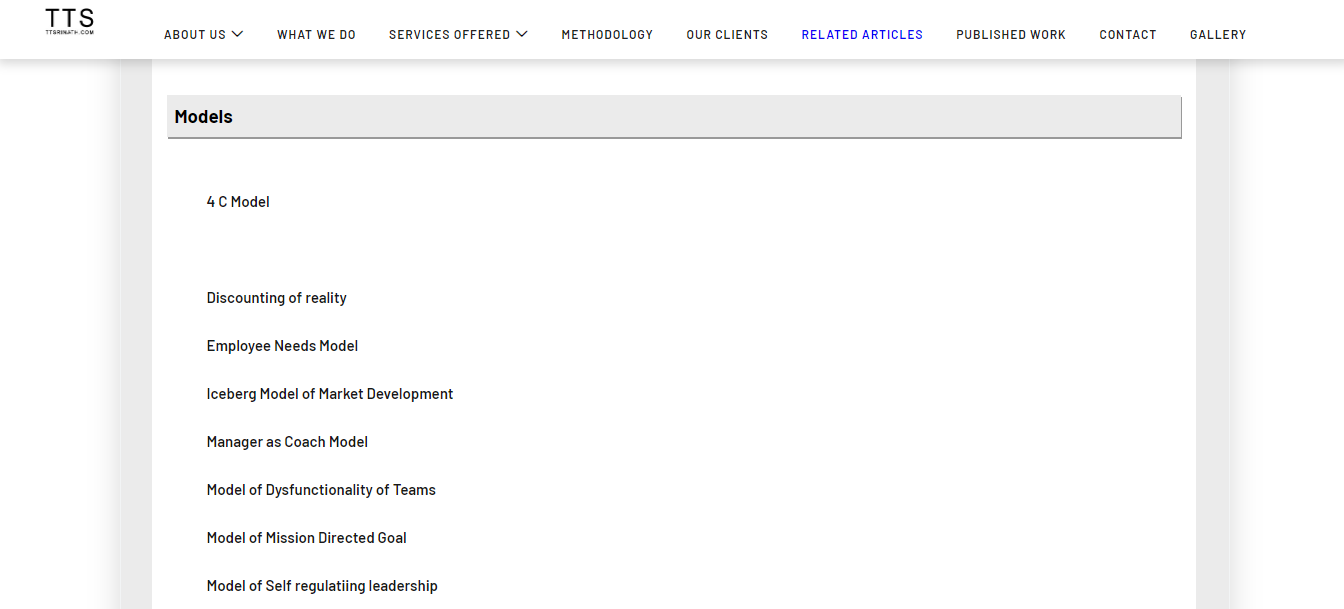 TTS
TTSRINATH.COM
ABOUT US WHAT WE DO SERVICES OFFERED METHODOLOGY OUR CLIENTS RELATED ARTICLES PUBLISHED WORK CONTACT GALLERY
Models
4 C Model
Discounting of reality
Employee Needs Model
Iceberg Model of Market Development
Manager as Coach Model
Model of Dysfunctionality of Teams
Model of Mission Directed Goal
Model of Self regulatiing leadership